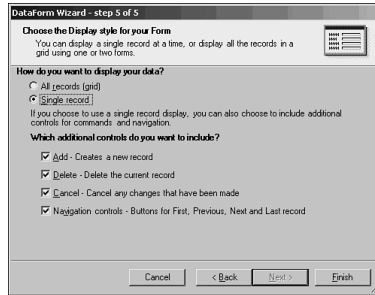 DataForm Wizard - step 5 of 5
Choose the Display style for your Form
You can display a single record at a time, or display all the records in a
grid using one or two forms.
How do you want to display your data?
All records (grid)
Single record
If you choose to use a single record display, you can also choose to include additional
controls for commands and navigation.
Which additional controls do you want to include?
Add - Creates a new record
Delete - Delete the current record
Cancel - Cancel any changes that have been made
Navigation controls - Buttons for First, Previous, Next and Last record
Cancel
< Back
Next >
Finish